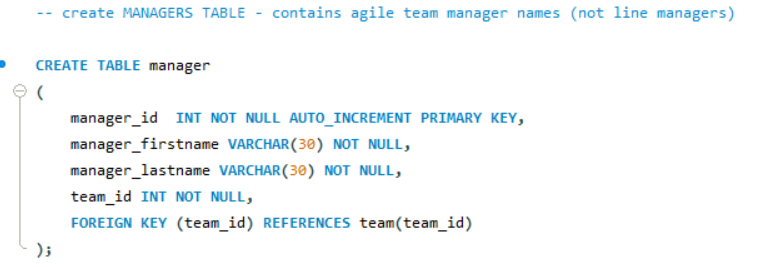 -- create MANAGERS TABLE - contains agile team manager names (not line managers)
CREATE TABLE manager
(
manager_id  INT NOT NULL AUTO_INCREMENT PRIMARY KEY,
manager_firstname VARCHAR(30) NOT NULL,
manager_lastname VARCHAR(30) NOT NULL,
team_id INT NOT NULL,
FOREIGN KEY (team_id) REFERENCES team(team_id)
);